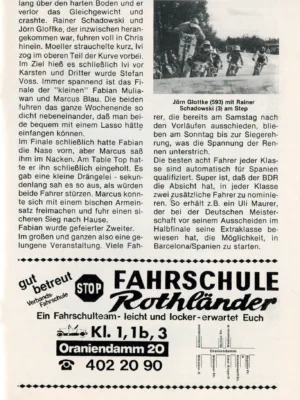 lang über den harten Boden und er
verlor das Gleichgewicht und
crashte. Rainer Schadowski und
Jörn Gloffke, der inzwischen heran-
gekommen war, fuhren voll in Chris
hinein. Moeller strauchelte kurz, Ivi
zog im oberen Teil der Kurve vorbei.
Im Ziel hieß es schließlich Ivi vor
Karsten und Dritter wurde Stefan
Voss. Immer spannend ist das Fi-
nale der "kleinen" Fabian Mulia-
wan und Marcus Blau. Die beiden
fuhren das ganze Wochenende so
dicht nebeneinander, daß man bei-
de bequem mit einem Lasso hätte
einfangen können.
Im Finale schließlich hatte Fabian
die Nase vorn, aber Marcus saß
ihm im Nacken. Am Table Top hat-
te er ihn schließlich eingeholt. Es
gab eine kleine Drängelei - sekun-
denlang sah es so aus, als würden
beide Fahrer stürzen. Marcus konn-
te sich mit einem bischen Armein-
satz freimachen und fuhr einen si-
cheren Sieg nach Hause.
Fabian wurde gefeierter Zweiter.
Im großen und ganzen also eine ge-
lungene Veranstaltung. Viele Fah-
Jörn Gloffke (593) mit Rainer
Schadowski (3) am Step
rer, die bereits am Samstag nach
den Vorläufen ausschieden, blie-
ben am Sonntag bis zur Siegereh-
rung, was die Spannung der Ren-
nen unterstrich.
Die besten acht Fahrer jeder Klas-
se sind automatisch für Spanien
qualifiziert. Super ist, daß der BDR
die Absicht hat, in jeder Klasse
zwei zusätzliche Fahrer zu nominie-
ren. So erhält z.B. ein Uli Maurer,
der bei der Deutschen Meister-
schaft vor seinem Ausscheiden im
Halbfinale seine Extraklasse be-
wiesen hat, die Möglichkeit, in
Barcelona/Spanien zu starten.
gut
betreut
Verbands-
Fahrschule
STOP
FAHRSCHULE
Rothländer
Ein Fahrschulteam - leicht und locker - erwartet Euch
Kl. 1, 1b, 3
Oraniendamm 20
☎ 402 20 90
Oraniendamm